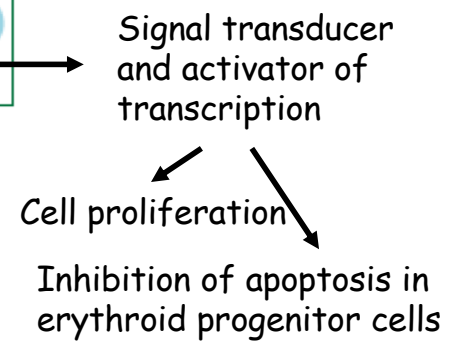 Signal transducer
and activator of
transcription
Cell proliferation
Inhibition of apoptosis in
erythroid progenitor cells